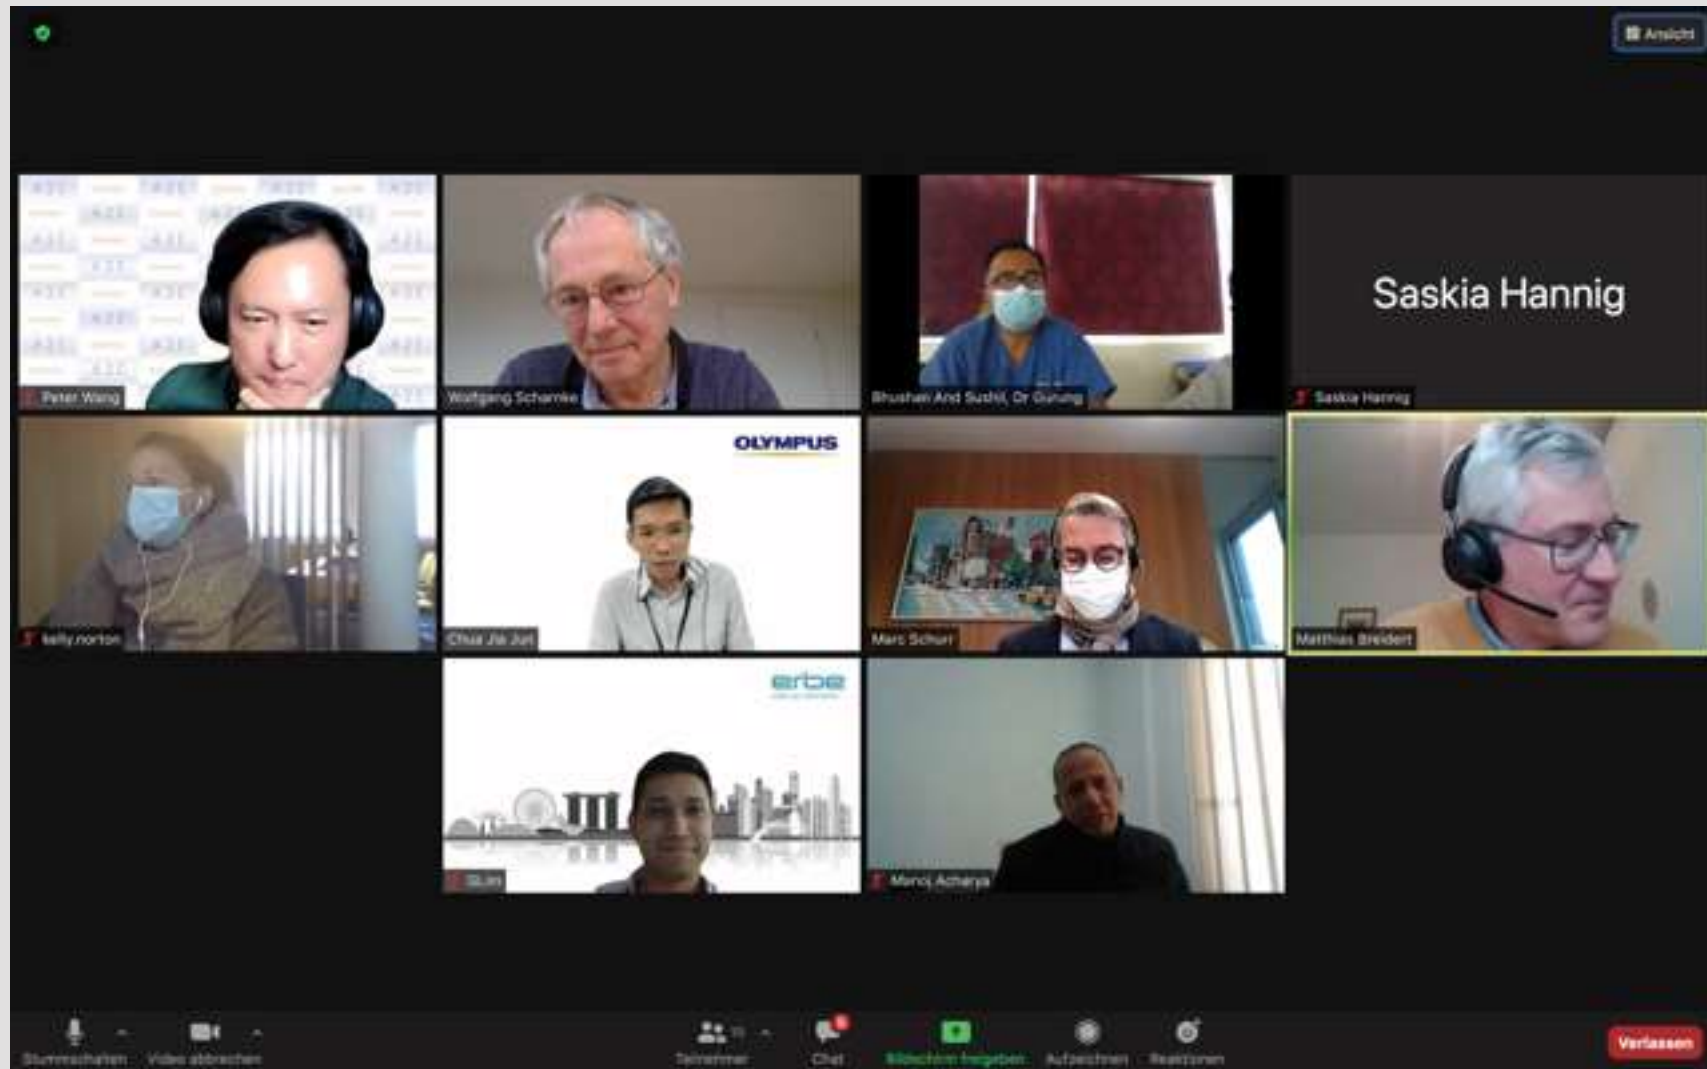 Ansicht
Peter Wang
Wolfgang Scharnke
Bhushan And Sushil, Dr Gurung
Saskia Hannig
Saskia Hannig
kelly.norton
OLYMPUS
Chua Jia Jun
Marc Schurr
Matthias Breidert
erbe
Manoj Acharya
Stummschalten
Video abbrechen
Teilnehmer
Chat
Bildschirm freigeben
Aufzeichnen
Reaktionen
Verlassen